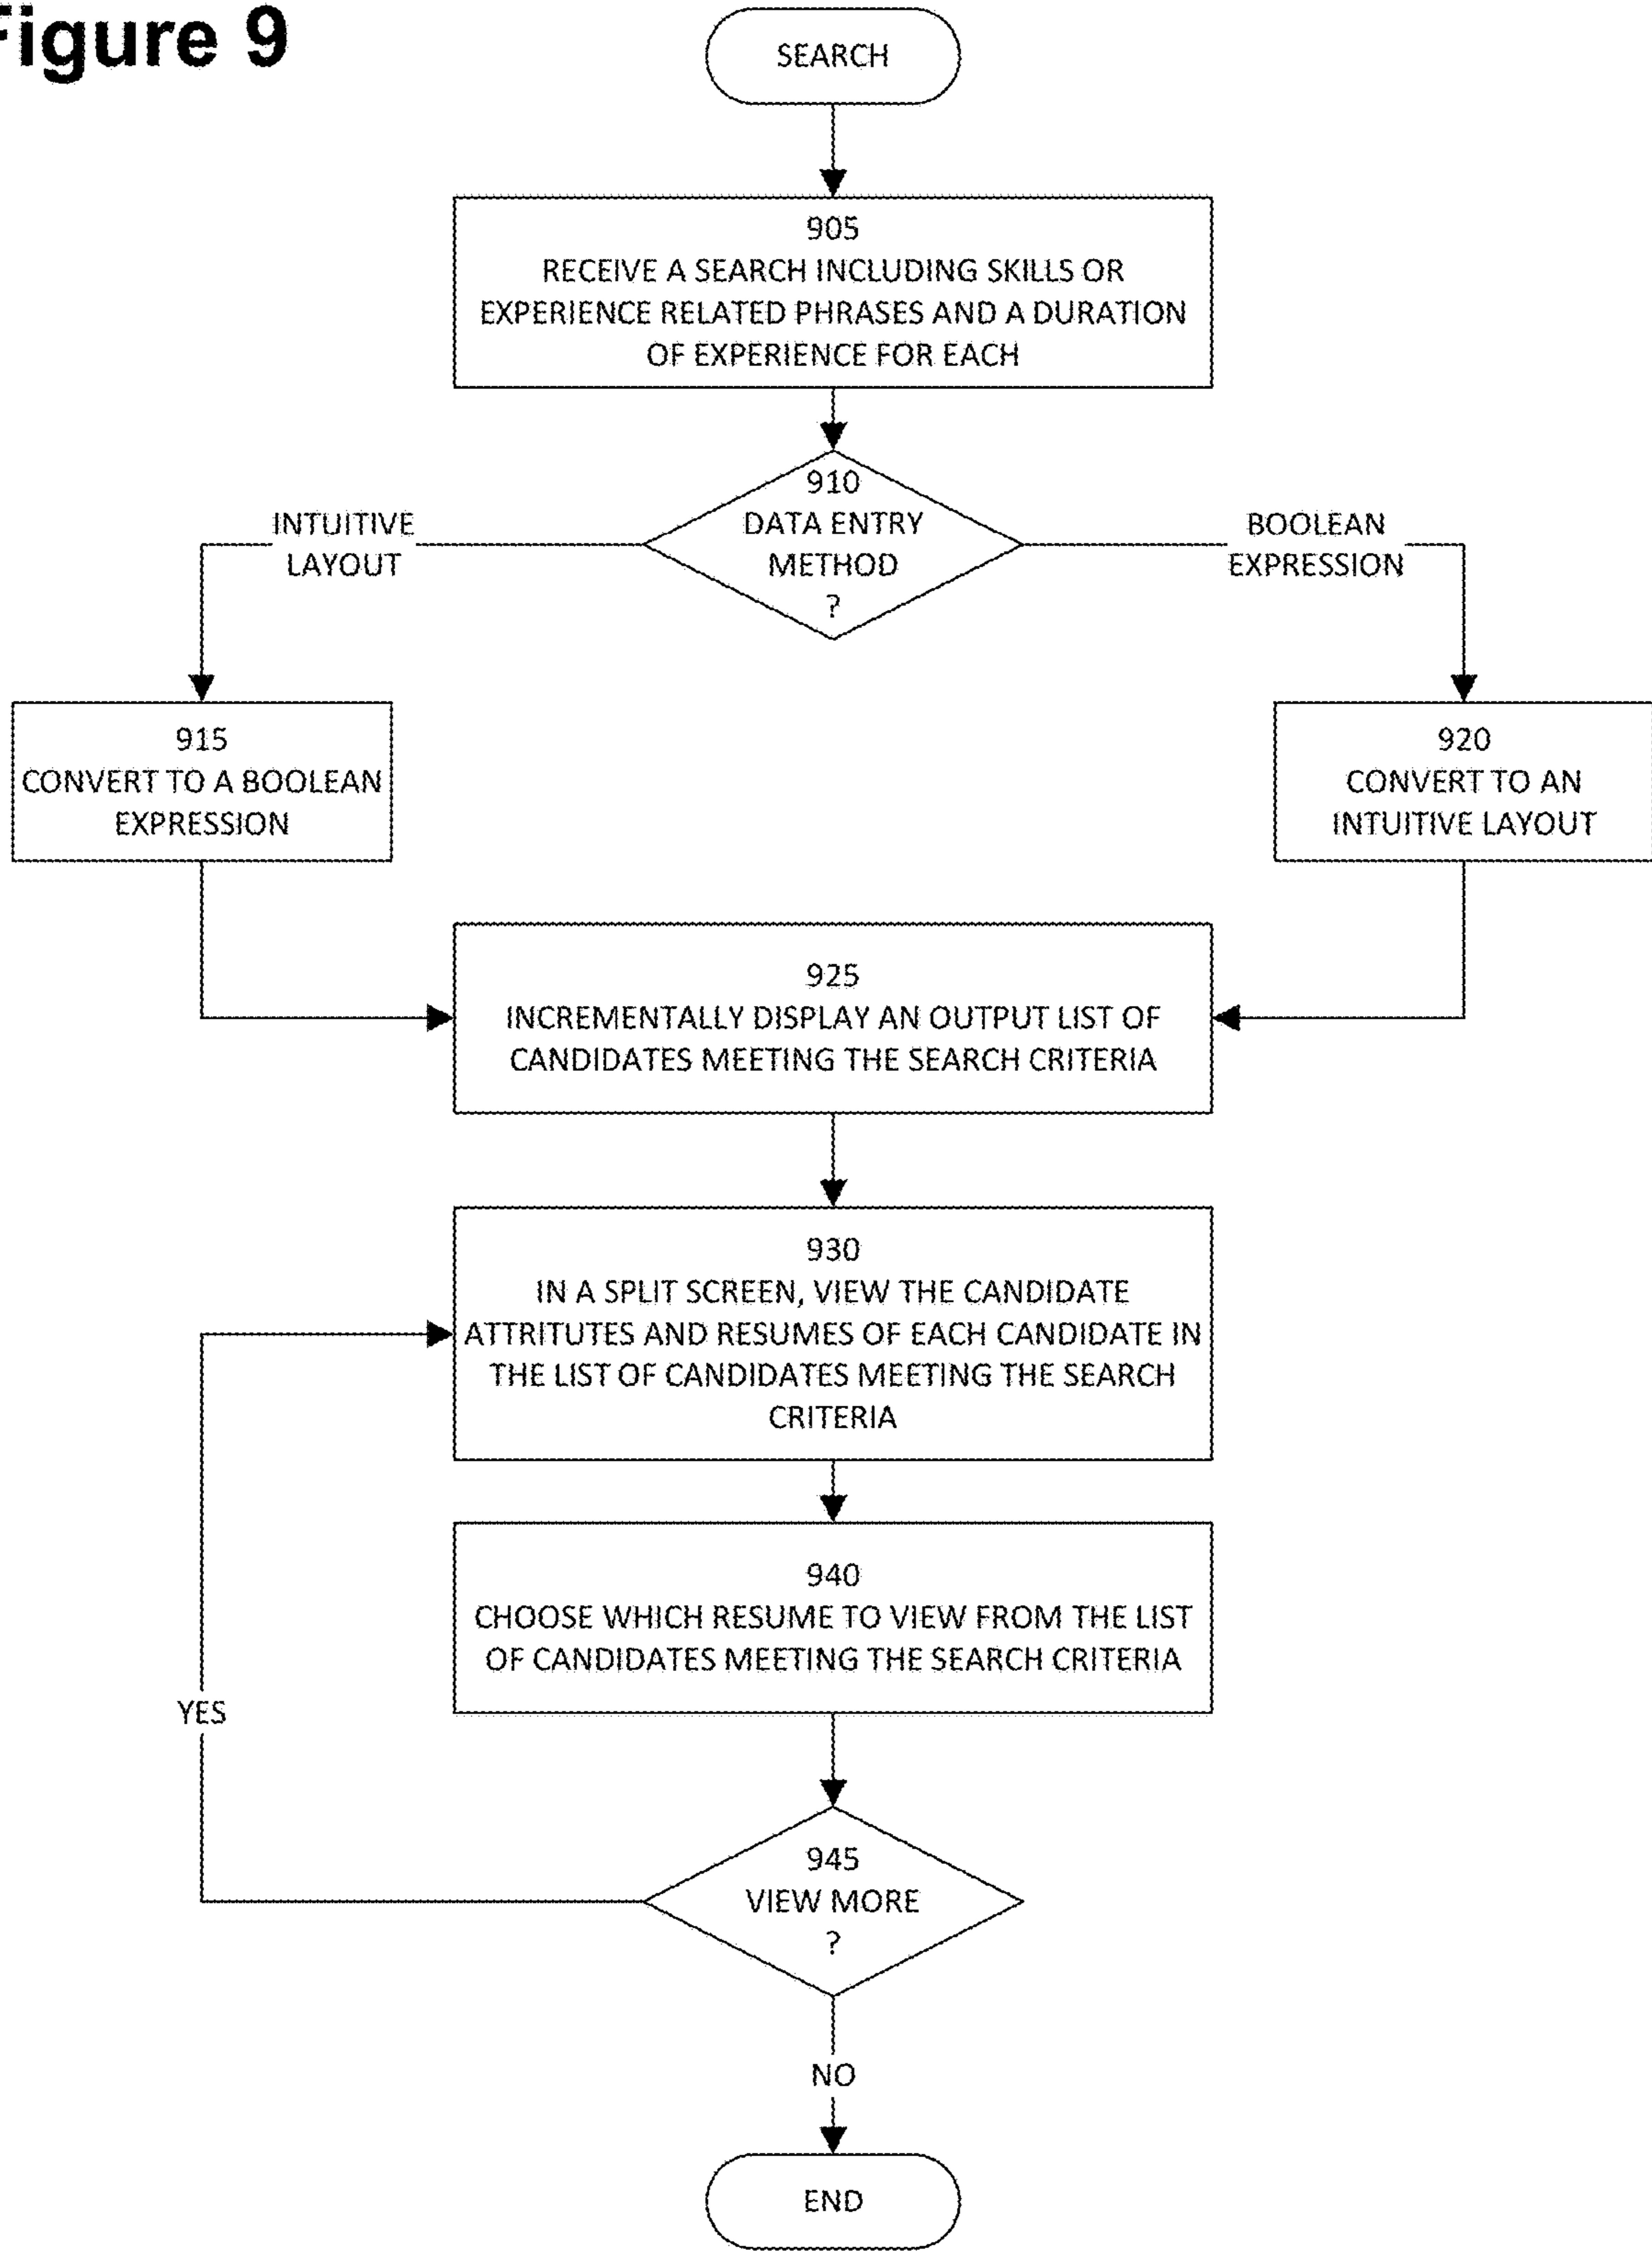 Figure 9
SEARCH
905
RECEIVE A SEARCH INCLUDING SKILLS OR
EXPERIENCE RELATED PHRASES AND A DURATION
OF EXPERIENCE FOR EACH
910
DATA ENTRY
METHOD
?
INTUITIVE
LAYOUT
BOOLEAN
EXPRESSION
915
CONVERT TO A BOOLEAN
EXPRESSION
920
CONVERT TO AN
INTUITIVE LAYOUT
925
INCREMENTALLY DISPLAY AN OUTPUT LIST OF
CANDIDATES MEETING THE SEARCH CRITERIA
930
IN A SPLIT SCREEN, VIEW THE CANDIDATE
ATTRITUTES AND RESUMES OF EACH CANDIDATE IN
THE LIST OF CANDIDATES MEETING THE SEARCH
CRITERIA
940
CHOOSE WHICH RESUME TO VIEW FROM THE LIST
OF CANDIDATES MEETING THE SEARCH CRITERIA
YES
945
VIEW MORE
?
NO
END